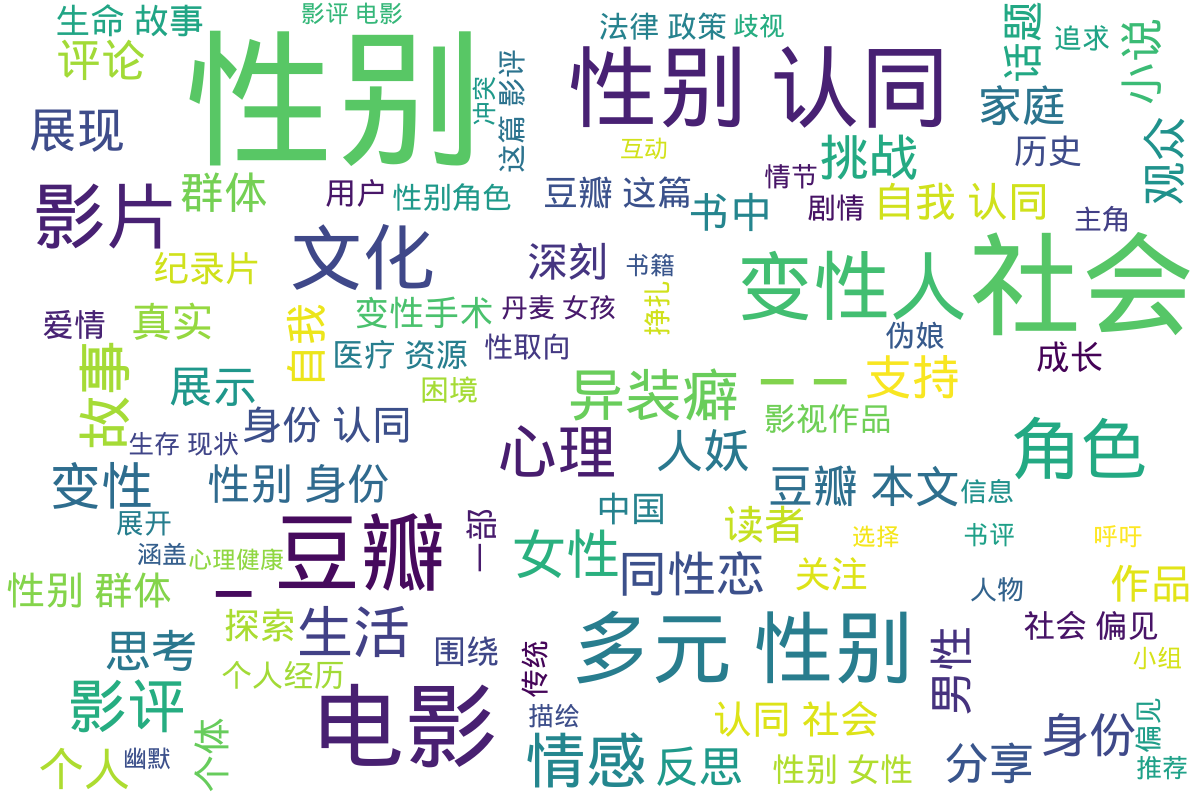 生命 故事
影评 电影
法律 政策
歧视
话题
追求
小说
评论
性别
冲突
这篇 影评
性别 认同
家庭
展现
互动
挑战
历史
观众
影片
群体
用户
性别角色
豆瓣 这篇
书中
情节
剧情
自我 认同
主角
文化
深刻
书籍
变性人
社会
纪录片
爱情
真实
自我
变性手术
丹麦 女孩
挣扎
伪娘
故事
医疗 资源
性取向
成长
展示
困境
异装癖
一 一
支持
影视作品
身份 认同
生存 现状
心理
人妖
角色
变性
性别 身份
豆瓣 本文
信息
展开
中国
读者
选择
书评
呼吁
豆瓣
一部
女性
涵盖
心理健康
同性恋
关注
人物
作品
性别 群体
一
探索
生活
多元 性别
社会 偏见
思考
围绕
传统
男性
小组
个人经历
影评
电影
描绘
认同 社会
身份
偏见
个体
个人
幽默
情感
反思
性别 女性
分享
推荐